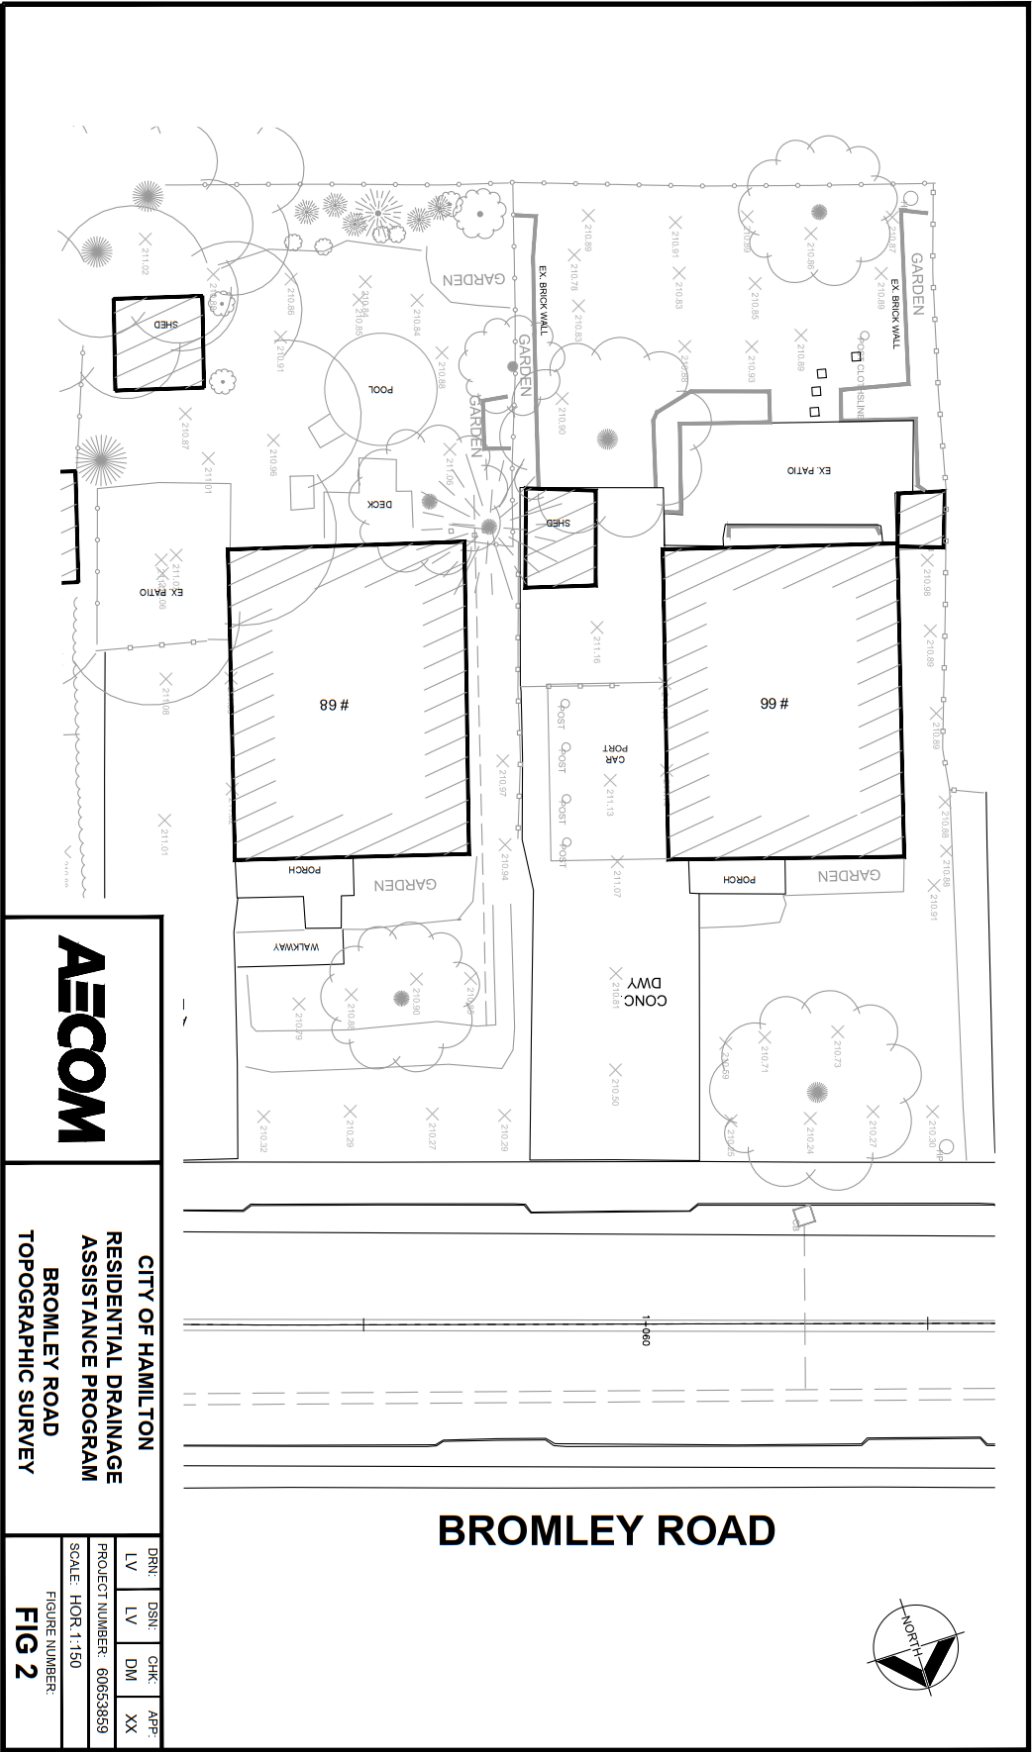 GARDEN
EX. BRICK WALL
GARDEN
EX. BRICK WALL
GARDEN
GARDEN
SHED
POOL
DECK
EX. PATIO
SHED
EX. PATIO
211.02
210.86
210.84
210.88
210.89
210.78
210.83
210.91
210.83
210.85
210.86
210.87
210.89
210.91
210.93
210.89
210.90
210.87
211.01
210.96
211.06
POST CLOTHSLINE
# 68
# 66
211.16
210.98
210.89
210.89
POST
POST
POST
POST
CAR
PORT
211.13
211.08
211.01
210.97
210.94
211.07
210.88
210.88
210.91
PORCH
GARDEN
PORCH
GARDEN
WALKWAY
CONC.
DWY
210.79
210.90
210.81
210.50
210.71
210.73
210.32
210.29
210.27
210.29
210.24
210.27
210.30
CB
1+060
BROMLEY ROAD
NORTH
AECOM
CITY OF HAMILTON
RESIDENTIAL DRAINAGE
ASSISTANCE PROGRAM
BROMLEY ROAD
TOPOGRAPHIC SURVEY
DRN: DSN: CHK: APP:
LV LV DM XX
PROJECT NUMBER: 60653859
SCALE: HOR.1:150
FIGURE NUMBER:
FIG 2